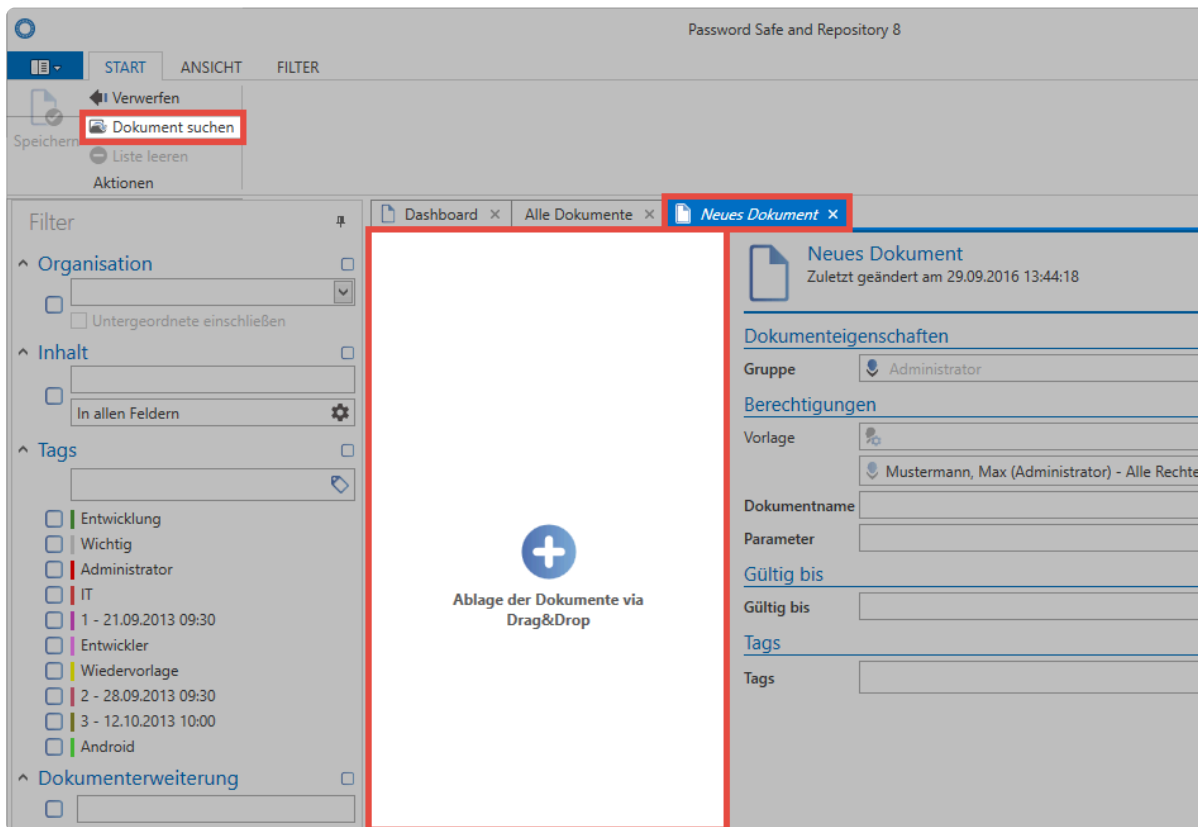 Password Safe and Repository 8
START ANSICHT FILTER
Verwerfen
Speichern
Dokument suchen
Liste leeren
Aktionen
Filter
Organisation
Untergeordnete einschließen
Inhalt
In allen Feldern
Tags
Entwicklung
Wichtig
Administrator
IT
1 - 21.09.2013 09:30
Entwickler
Wiedervorlage
2 - 28.09.2013 09:30
3 - 12.10.2013 10:00
Android
Dokumenterweiterung
Dashboard × Alle Dokumente × Neues Dokument ×
Ablage der Dokumente via
Drag&Drop
Neues Dokument
Zuletzt geändert am 29.09.2016 13:44:18
Dokumenteigenschaften
Gruppe Administrator
Berechtigungen
Vorlage
Mustermann, Max (Administrator) - Alle Rechte
Dokumentname
Parameter
Gültig bis
Gültig bis
Tags
Tags